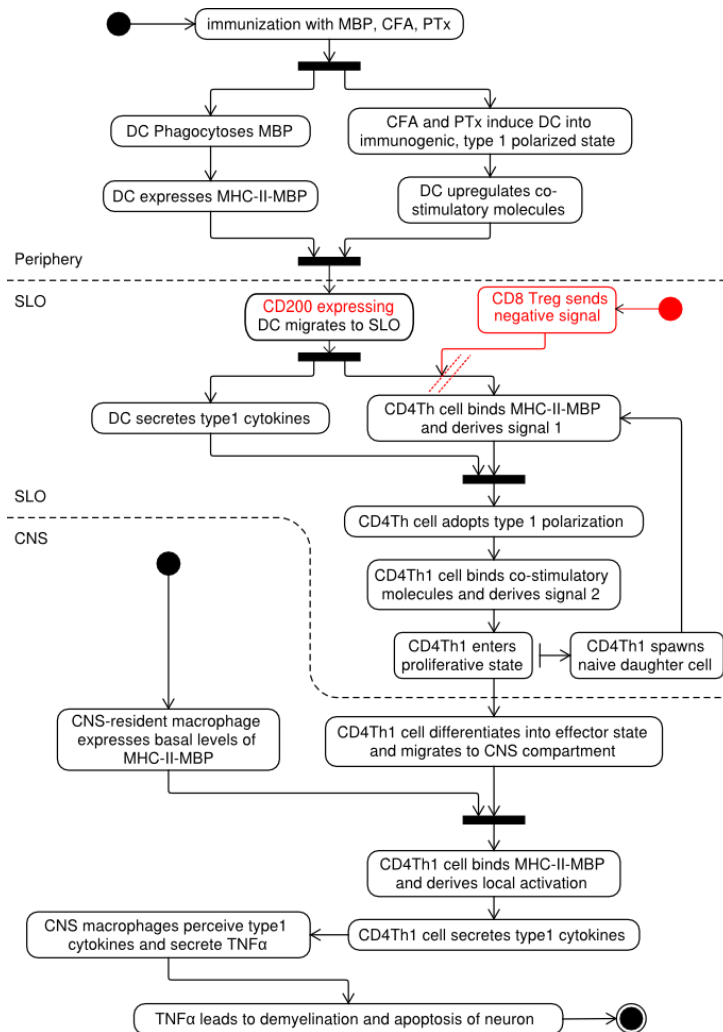 immunization with MBP, CFA, PTx
DC Phagocytoses MBP
CFA and PTx induce DC into
immunogenic, type 1 polarized state
DC expresses MHC-II-MBP
DC upregulates co-
stimulatory molecules
Periphery
SLO
CD200 expressing
DC migrates to SLO
CD8 Treg sends
negative signal
DC secretes type1 cytokines
CD4Th cell binds MHC-II-MBP
and derives signal 1
SLO
CNS
CD4Th cell adopts type 1 polarization
CD4Th1 cell binds co-stimulatory
molecules and derives signal 2
CD4Th1 enters
proliferative state
CD4Th1 spawns
naive daughter cell
CNS-resident macrophage
expresses basal levels of
MHC-II-MBP
CD4Th1 cell differentiates into effector state
and migrates to CNS compartment
CD4Th1 cell binds MHC-II-MBP
and derives local activation
CNS macrophages perceive type1
cytokines and secrete TNFα
CD4Th1 cell secretes type1 cytokines
TNFα leads to demyelination and apoptosis of neuron